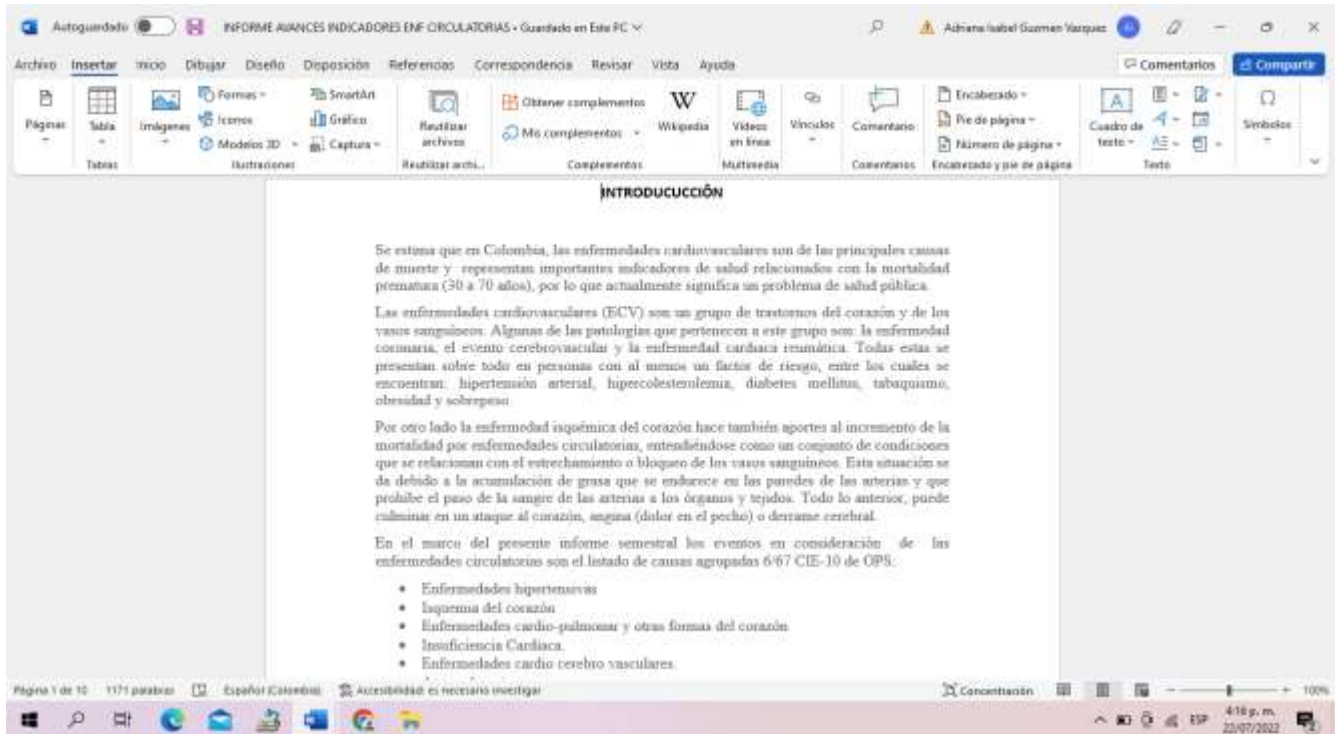 Autoguardado
INFORME AVANCES INDICADORES ENF CIRCULATORIAS • Guardado en Este PC
Adriana Isabel Guzman Vazquez
Archivo Insertar Inicio Dibujar Diseño Disposición Referencias Correspondencia Revisar Vista Ayuda
Comentarios Compartir
Páginas
Tabla
Imágenes
Formas
Iconos
Modelos 3D
SmartArt
Gráfico
Captura
Reutilizar archivos
Obtener complementos
Mis complementos
Wikipedia
Vídeos en línea
Vínculos
Comentario
Encabezado
Pie de página
Número de página
Cuadro de texto
Símbolos
Tablas Ilustraciones Reutilizar archi... Complementos Multimedia Comentarios Encabezado y pie de página Texto
INTRODUCUCCIÓN
Se estima que en Colombia, las enfermedades cardiovasculares son de las principales causas
de muerte y representan importantes indicadores de salud relacionados con la mortalidad
prematura (30 a 70 años), por lo que actualmente significa un problema de salud pública.
Las enfermedades cardiovasculares (ECV) son un grupo de trastornos del corazón y de los
vasos sanguíneos. Algunas de las patologías que pertenecen a este grupo son: la enfermedad
coronaria, el evento cerebrovascular y la enfermedad cardiaca reumática. Todas estas se
presentan sobre todo en personas con al menos un factor de riesgo, entre los cuales se
encuentran: hipertensión arterial, hipercolesterolemia, diabetes mellitus, tabaquismo,
obesidad y sobrepeso
Por otro lado la enfermedad isquémica del corazón hace también aportes al incremento de la
mortalidad por enfermedades circulatorias, entendiéndose como un conjunto de condiciones
que se relacionan con el estrechamiento o bloqueo de los vasos sanguíneos. Esta situación se
da debido a la acumulación de grasa que se endurece en las paredes de las arterias y que
prohíbe el paso de la sangre de las arterias a los órganos y tejidos. Todo lo anterior, puede
culminar en un ataque al corazón, angina (dolor en el pecho) o derrame cerebral.
En el marco del presente informe semestral los eventos en consideración de las
enfermedades circulatorias son el listado de causas agrupadas 6/67 CIE-10 de OPS:
• Enfermedades hipertensivas
• Isquemia del corazón
• Enfermedades cardio-pulmonar y otras formas del corazón
• Insuficiencia Cardiaca.
• Enfermedades cardio cerebro vasculares.
Página 1 de 10 1171 palabras Español (Colombia) Accesibilidad: es necesario investigar Concentración 100%
ESP 4:16 p. m.
22/07/2022